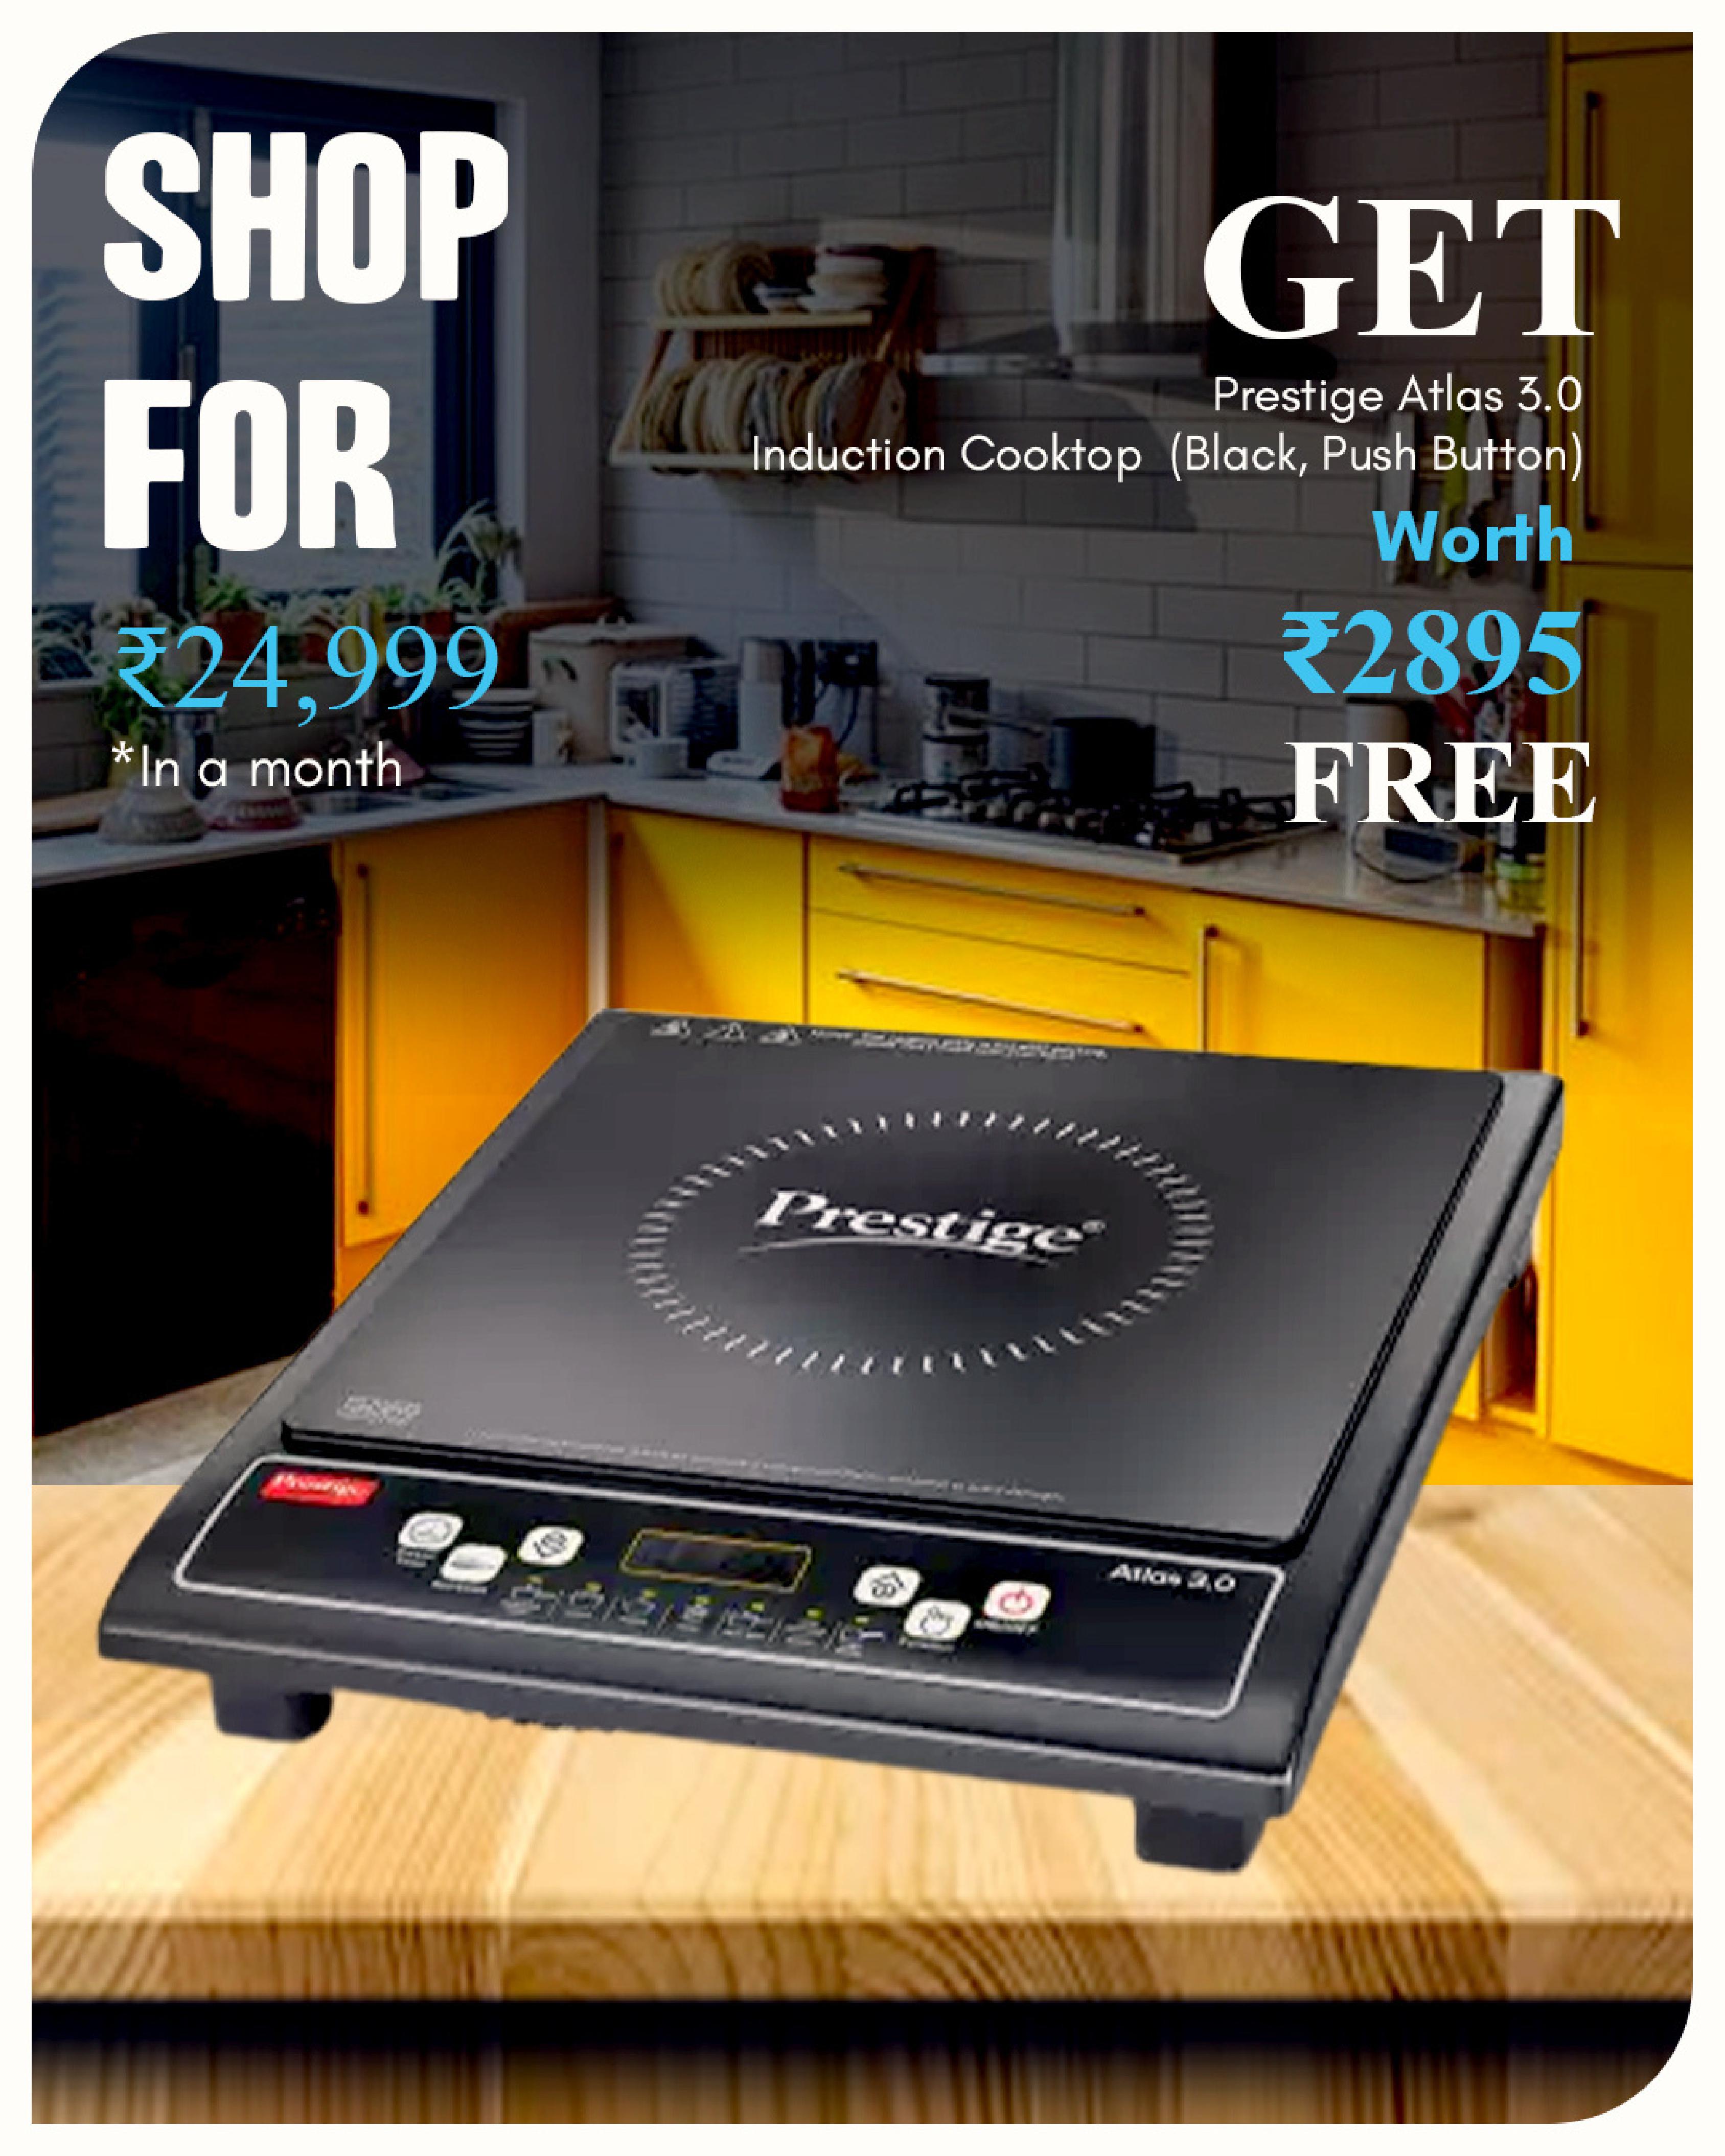 SHOP
FOR
₹24,999
*In a month
GET
Prestige Atlas 3.0
Induction Cooktop (Black, Push Button)
Worth
₹2895
FREE
Prestige®
Prestige
Atlas 3.0